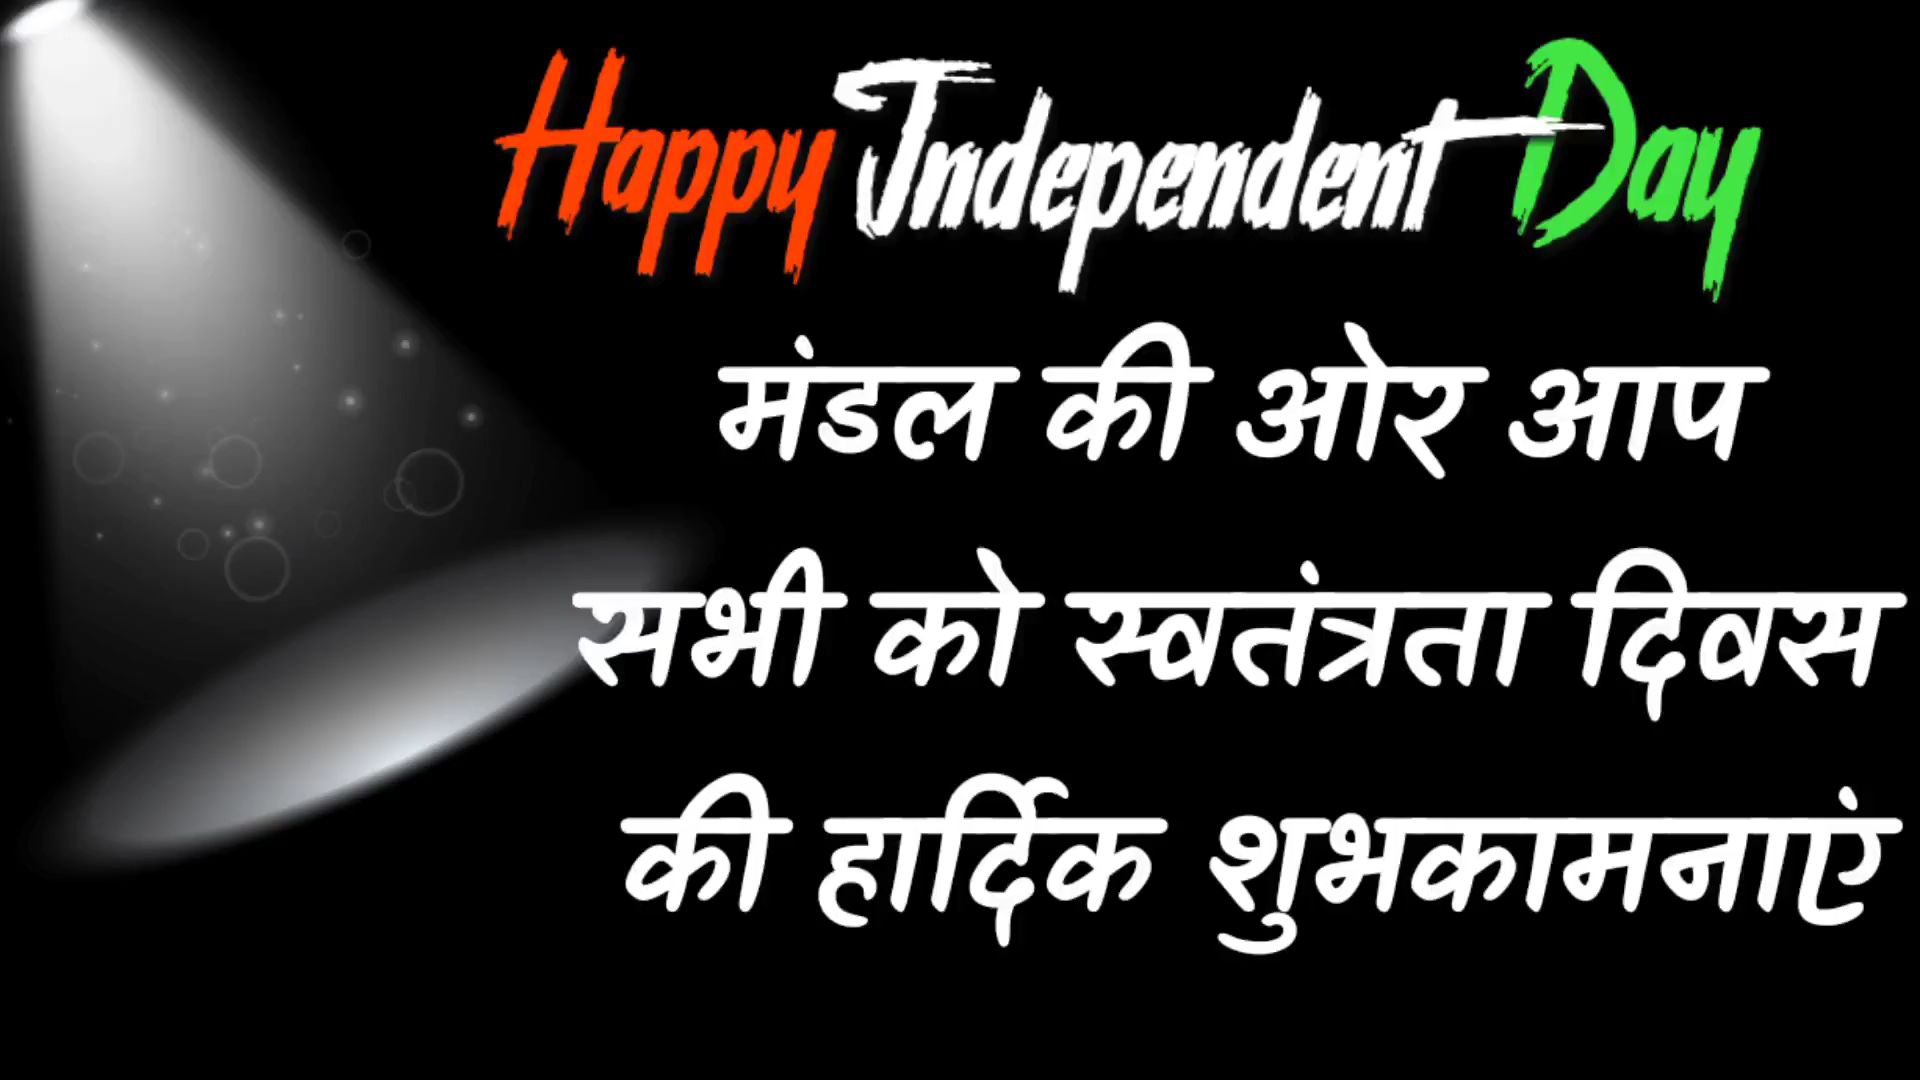 Happy Independent Day
मंडल की ओर आप
सभी को स्वतंत्रता दिवस
की हार्दिक शुभकामनाएं